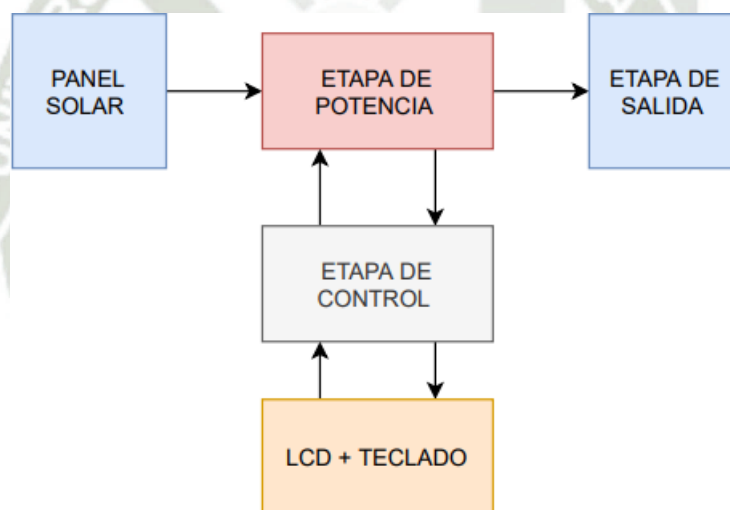 PANEL
SOLAR
ETAPA DE
POTENCIA
ETAPA DE
SALIDA
ETAPA DE
CONTROL
LCD + TECLADO